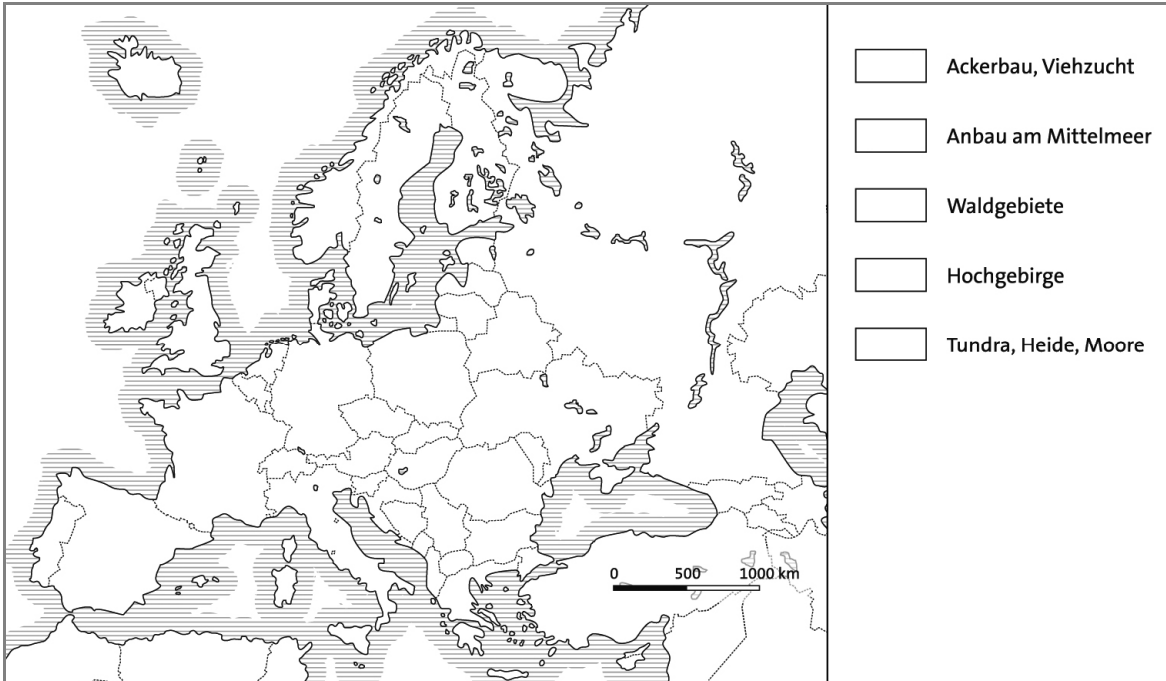 Ackerbau, Viehzucht
Anbau am Mittelmeer
Waldgebiete
Hochgebirge
Tundra, Heide, Moore
0 500 1000 km